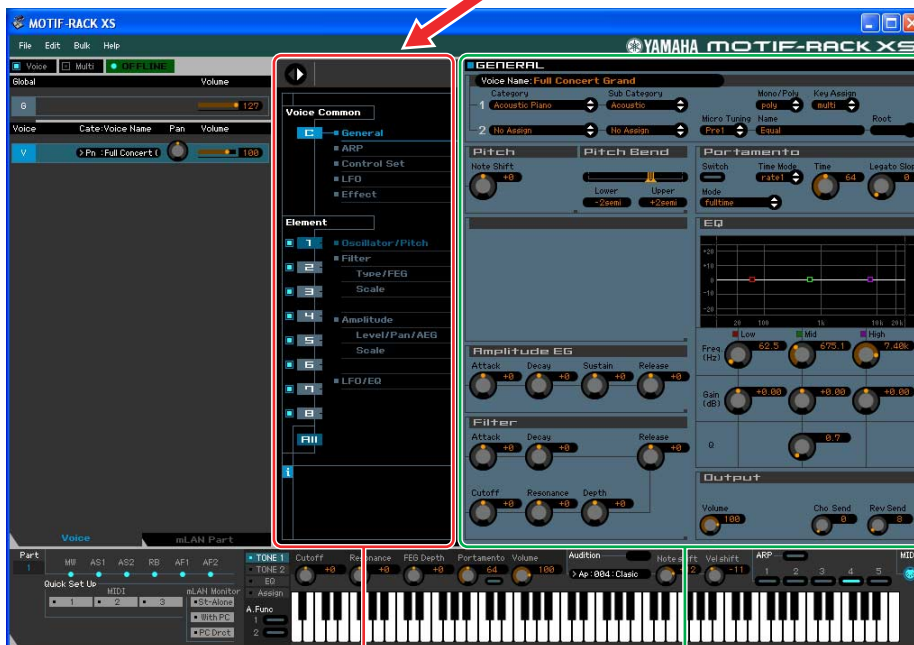 MOTIF-RACK XS
File Edit Bulk Help
YAMAHA MOTIF-RACK XS
Voice Multi OFFLINE
Global Volume
G 127
Voice Cate:Voice Name Pan Volume
V Pn :Full Concert ( 100
Voice mLAN Part
Voice Common
C General
ARP
Control Set
LFO
Effect
Element
1 Oscillator/Pitch
2 Filter
Type/FEG
3 Scale
4 Amplitude
5 Level/Pan/AEG
Scale
6
7 LFO/EQ
8
All
i
GENERAL
Voice Name:Full Concert Grand
Category Sub Category Mono/Poly Key Assign
1 Acoustic Piano Acoustic poly multi
Micro Tuning Name Root
2 No Assign No Assign Pre1 Equal
Pitch Pitch Bend
Note Shift
+0
Lower Upper
-2semi +2semi
Portamento
Switch Time Mode Time Legato Slo
rate1 64 0
Mode
fulltime
EQ
+20
+10
-10
-20
20 100 1k 10k 20k
Low Mid High
Freq. (Hz) 62.5 675.1 7.40k
Gain (dB) +0.00 +0.00 +0.00
Q 0.7
Amplitude EG
Attack Decay Sustain Release
+0 +0 +0 +0
Filter
Attack Decay Release
+0 +0 +0
Cutoff Resonance Depth
+0 +0 +0
Output
Volume Cho Send Rev Send
100 0 8
Part
1
MW AS1 AS2 RB AF1 AF2
Quick Set Up
MIDI mLAN Monitor
1 2 3 St-Alone
With PC
PC Drct
TONE 1
TONE 2
EQ
Assign
A.Func
1
2
Cutoff Resonance FEG Depth Portamento Volume
+0 +0 +0 64 100
Audition
Ap :004 :Clasic
Note shift Vel shift
-11
ARP
1 2 3 4 5
MID